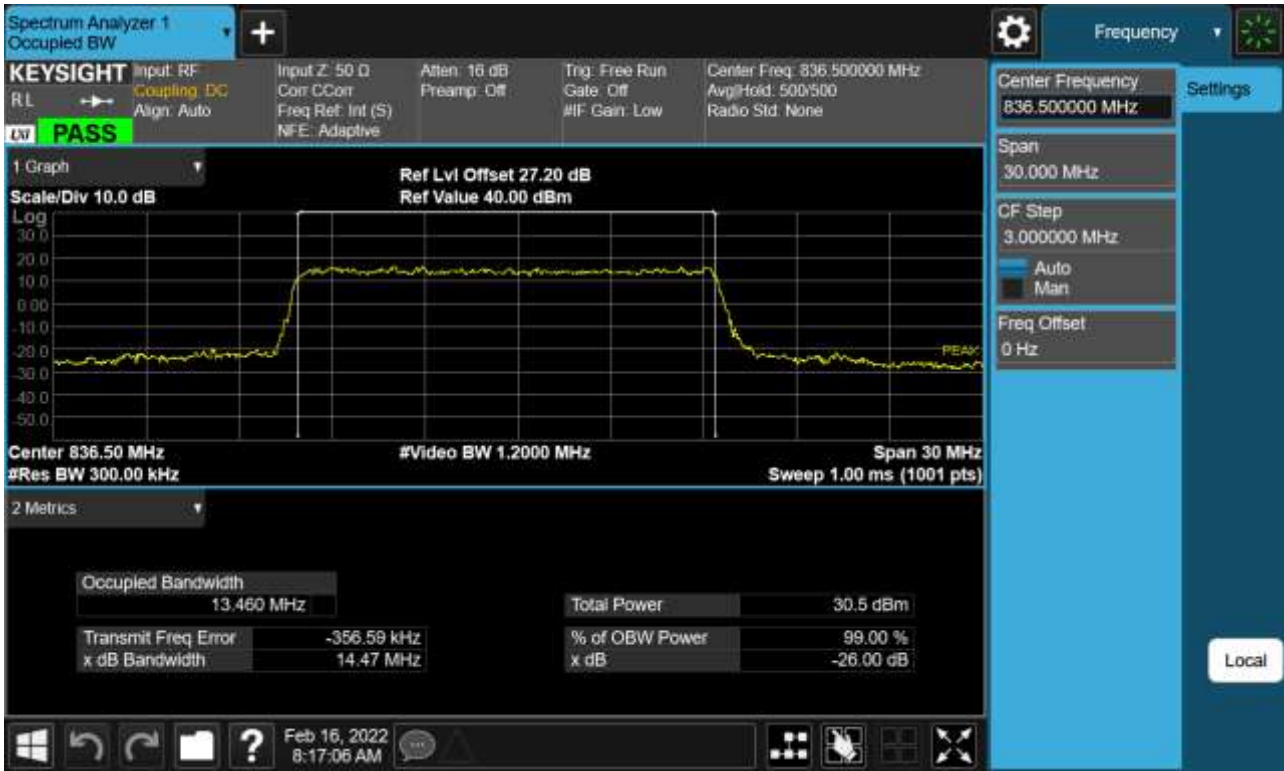 Spectrum Analyzer 1
Occupied BW
Frequency
KEYSIGHT
RL
Input: RF
Coupling: DC
Align: Auto
Input Z: 50 Ω
Corr CCorr
Freq Ref: Int (S)
NFE: Adaptive
Atten: 16 dB
Preamp: Off
Trig: Free Run
Gate: Off
#IF Gain: Low
Center Freq: 836.500000 MHz
Avg|Hold: 500/500
Radio Std: None
PASS
1 Graph
Scale/Div 10.0 dB
Ref Lvl Offset 27.20 dB
Ref Value 40.00 dBm
Log
30.0
20.0
10.0
0.00
-10.0
-20.0
-30.0
-40.0
-50.0
PEAK
Center 836.50 MHz
#Video BW 1.2000 MHz
Span 30 MHz
#Res BW 300.00 kHz
Sweep 1.00 ms (1001 pts)
2 Metrics
Occupied Bandwidth
13.460 MHz
Total Power 30.5 dBm
Transmit Freq Error -356.59 kHz
% of OBW Power 99.00 %
x dB Bandwidth 14.47 MHz
x dB -26.00 dB
Center Frequency
836.500000 MHz
Settings
Span
30.000 MHz
CF Step
3.000000 MHz
Auto
Man
Freq Offset
0 Hz
Local
?
Feb 16, 2022
8:17:06 AM